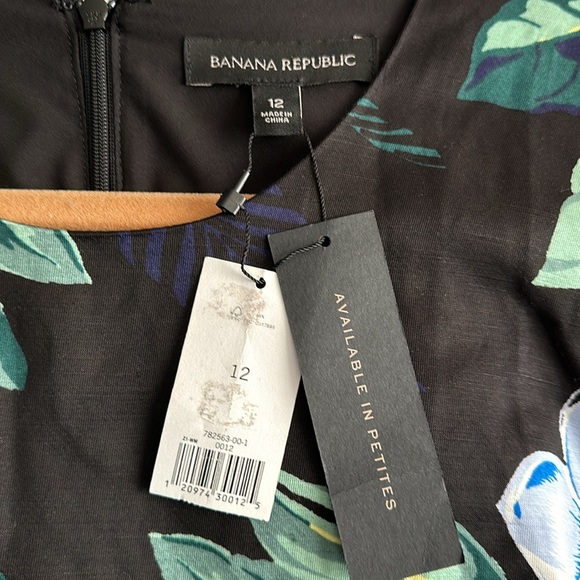 BANANA REPUBLIC
12
MADE IN
CHINA
12
782563-00-1
0012
1 20974 30012 5
AVAILABLE IN PETITES